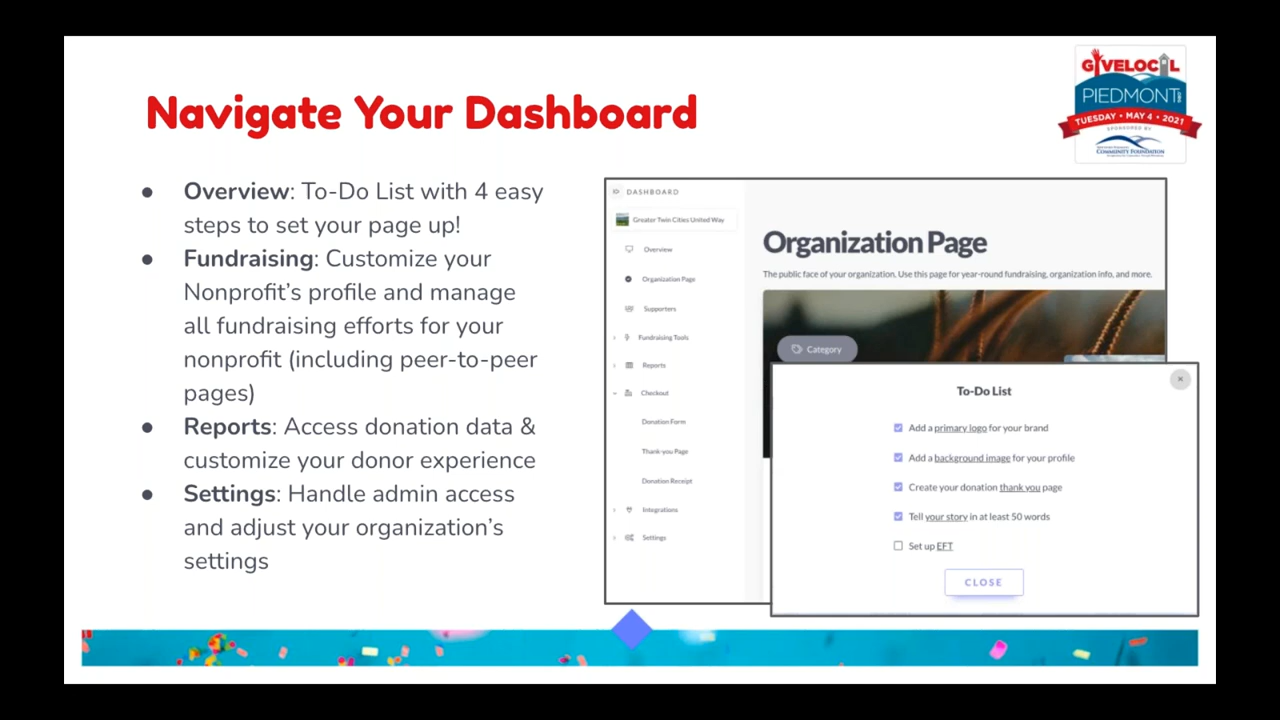 GIVELOCAL
PIEDMONT
TUESDAY • MAY 4 • 2021
SPONSORED BY
COMMUNITY FOUNDATION
Navigate Your Dashboard
● Overview: To-Do List with 4 easy
steps to set your page up!
● Fundraising: Customize your
Nonprofit's profile and manage
all fundraising efforts for your
nonprofit (including peer-to-peer
pages)
● Reports: Access donation data &
customize your donor experience
● Settings: Handle admin access
and adjust your organization's
settings
DASHBOARD
Greater Twin Cities United Way
Overview
Organization Page
Supporters
Fundraising Tools
Reports
Checkout
Donation Form
Thank-you Page
Donation Receipt
Integrations
Settings
Organization Page
The public face of your organization. Use this page for year-round fundraising, organization info, and more.
Category
To-Do List
Add a primary logo for your brand
Add a background image for your profile
Create your donation thank you page
Tell your story in at least 50 words
Set up EFT
CLOSE